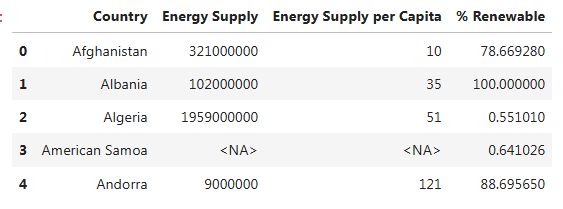 Country Energy Supply Energy Supply per Capita % Renewable
0 Afghanistan 321000000 10 78.669280
1 Albania 102000000 35 100.000000
2 Algeria 1959000000 51 0.551010
3 American Samoa <NA> <NA> 0.641026
4 Andorra 9000000 121 88.695650